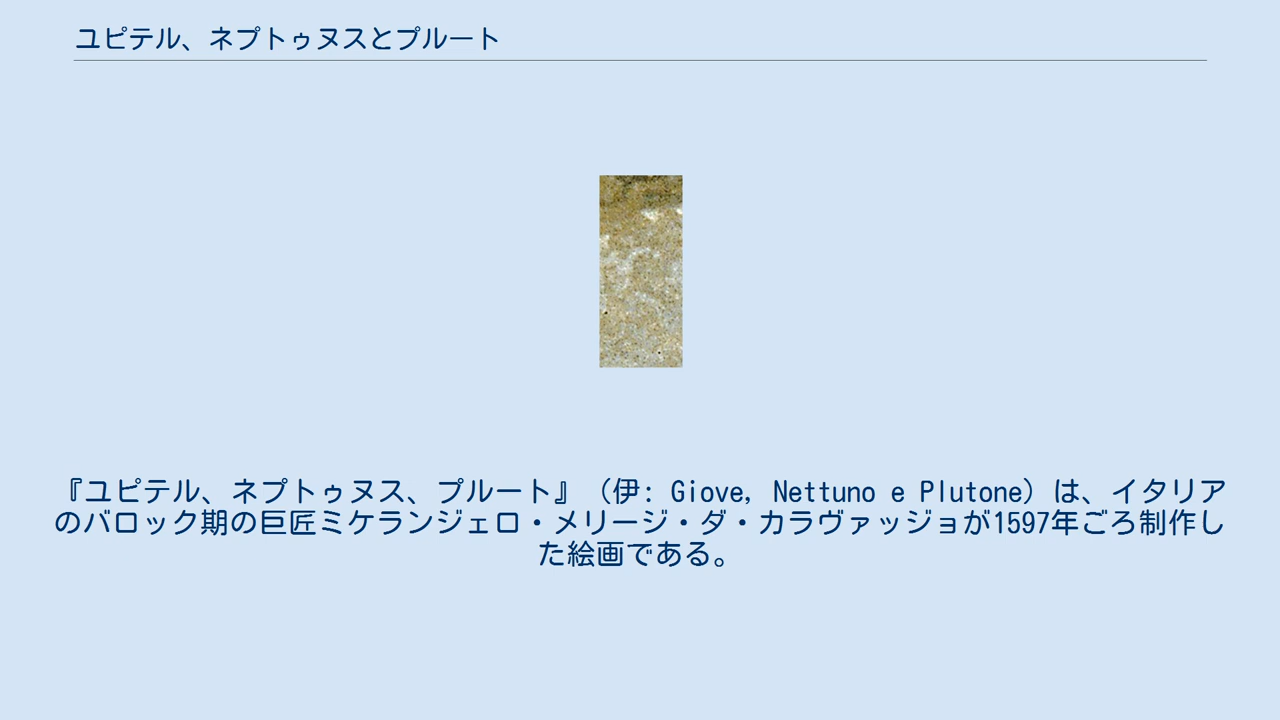 ユピテル、ネプトゥヌスとプルート
『ユピテル、ネプトゥヌス、プルート』（伊: Giove, Nettuno e Plutone）は、イタリア
のバロック期の巨匠ミケランジェロ・メリージ・ダ・カラヴァッジョが1597年ごろ制作し
た絵画である。